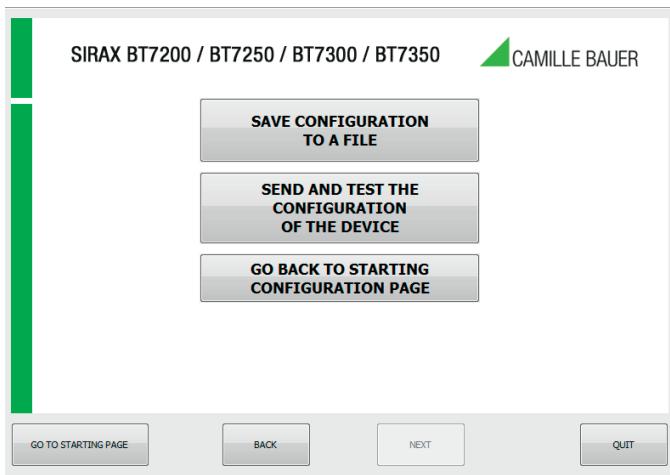 SIRAX BT7200 / BT7250 / BT7300 / BT7350
CAMILLE BAUER
SAVE CONFIGURATION
TO A FILE
SEND AND TEST THE
CONFIGURATION
OF THE DEVICE
GO BACK TO STARTING
CONFIGURATION PAGE
GO TO STARTING PAGE
BACK
NEXT
QUIT